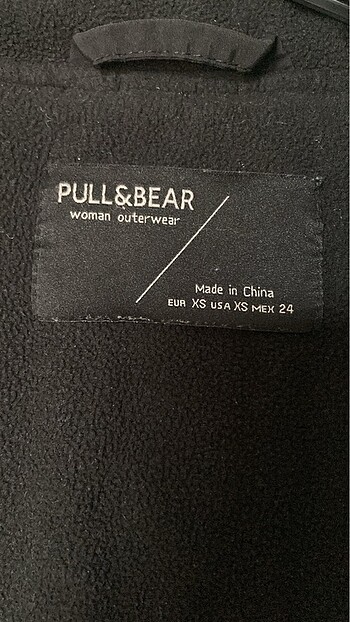 PULL&BEAR
woman outerwear
Made in China
EUR XS USA XS MEX 24